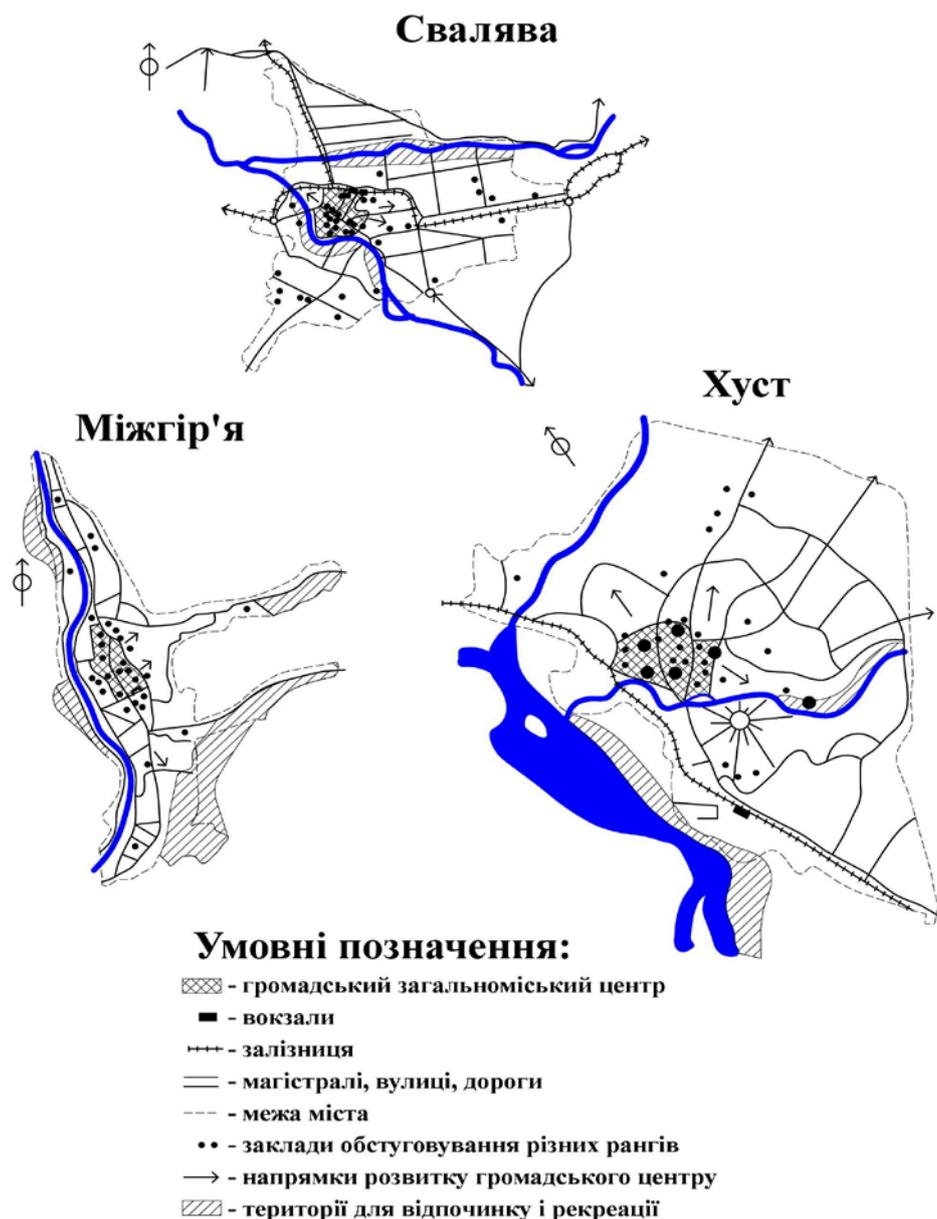 Свалява
Міжгір'я
Хуст
Умовні позначення:
- громадський загальноміський центр
- вокзали
- залізниця
- магістралі, вулиці, дороги
- межа міста
- заклади обстуговування різних рангів
- напрямки розвитку громадського центру
- території для відпочинку і рекреації